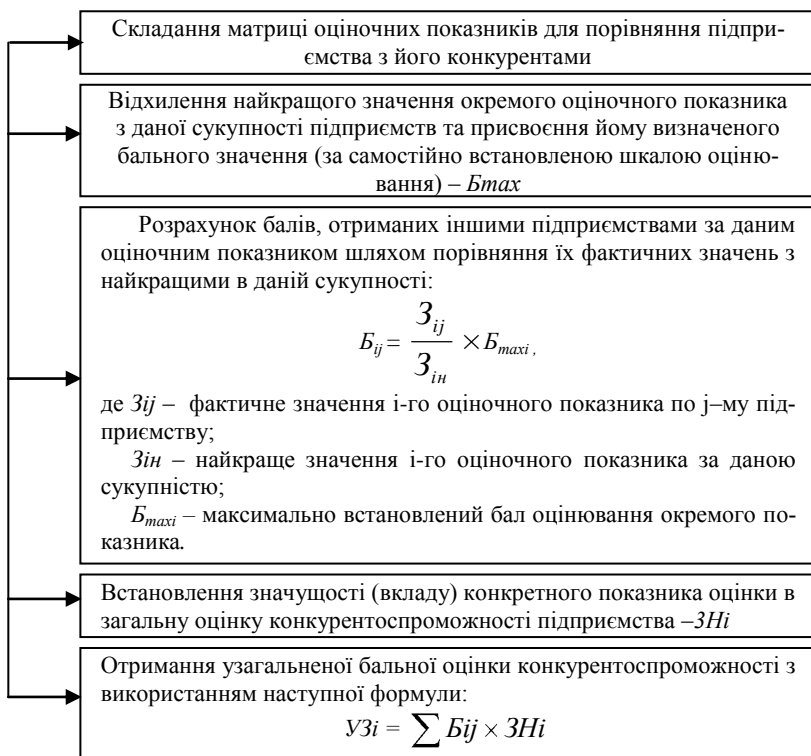 Складання матриці оціночних показників для порівняння підпри-
ємства з його конкурентами
Відхилення найкращого значення окремого оціночного показника
з даної сукупності підприємств та присвоєння йому визначеного
бального значення (за самостійно встановленою шкалою оціню-
вання) – Бmax
Розрахунок балів, отриманих іншими підприємствами за даним
оціночним показником шляхом порівняння їх фактичних значень з
найкращими в даній сукупності:
Бij = Зij / Зін × Бmaxi ,
де Зij – фактичне значення і-го оціночного показника по j–му під-
приємству;
Зін – найкраще значення і-го оціночного показника за даною
сукупністю;
Бmaxi – максимально встановлений бал оцінювання окремого по-
казника.
Встановлення значущості (вкладу) конкретного показника оцінки в
загальну оцінку конкурентоспроможності підприємства –ЗНі
Отримання узагальненої бальної оцінки конкурентоспроможності з
використанням наступної формули:
УЗі = ∑ Бij × ЗНі